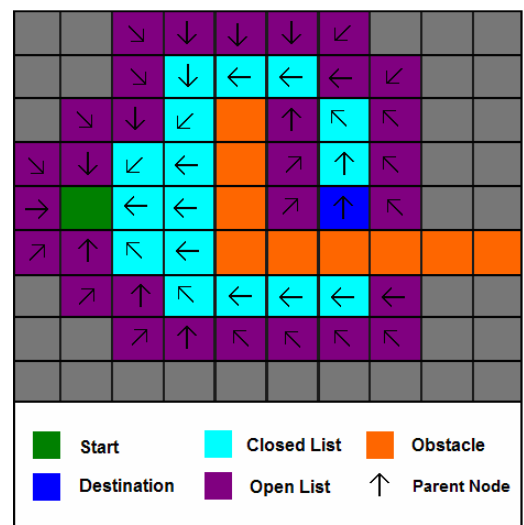 Start
Closed List
Obstacle
Destination
Open List
Parent Node